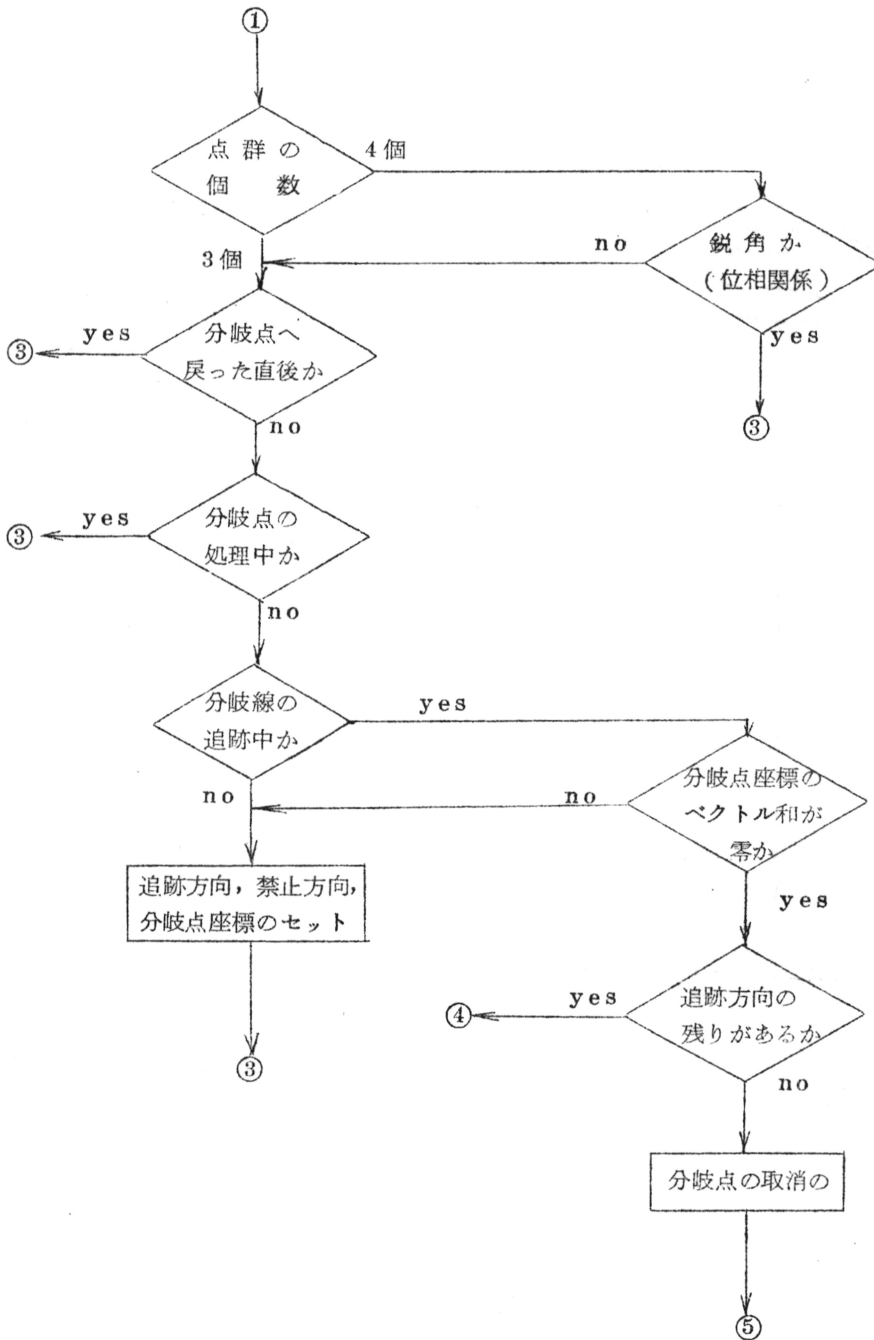 ①
点群の
個数
4個
3個
鋭角か
(位相関係)
no
yes
③
分岐点へ
戻った直後か
yes
③
no
分岐点の
処理中か
yes
③
no
分岐線の
追跡中か
yes
no
分岐点座標の
ベクトル和が
零か
no
yes
追跡方向,禁止方向,
分岐点座標のセット
③
追跡方向の
残りがあるか
yes
④
no
分岐点の取消の
⑤